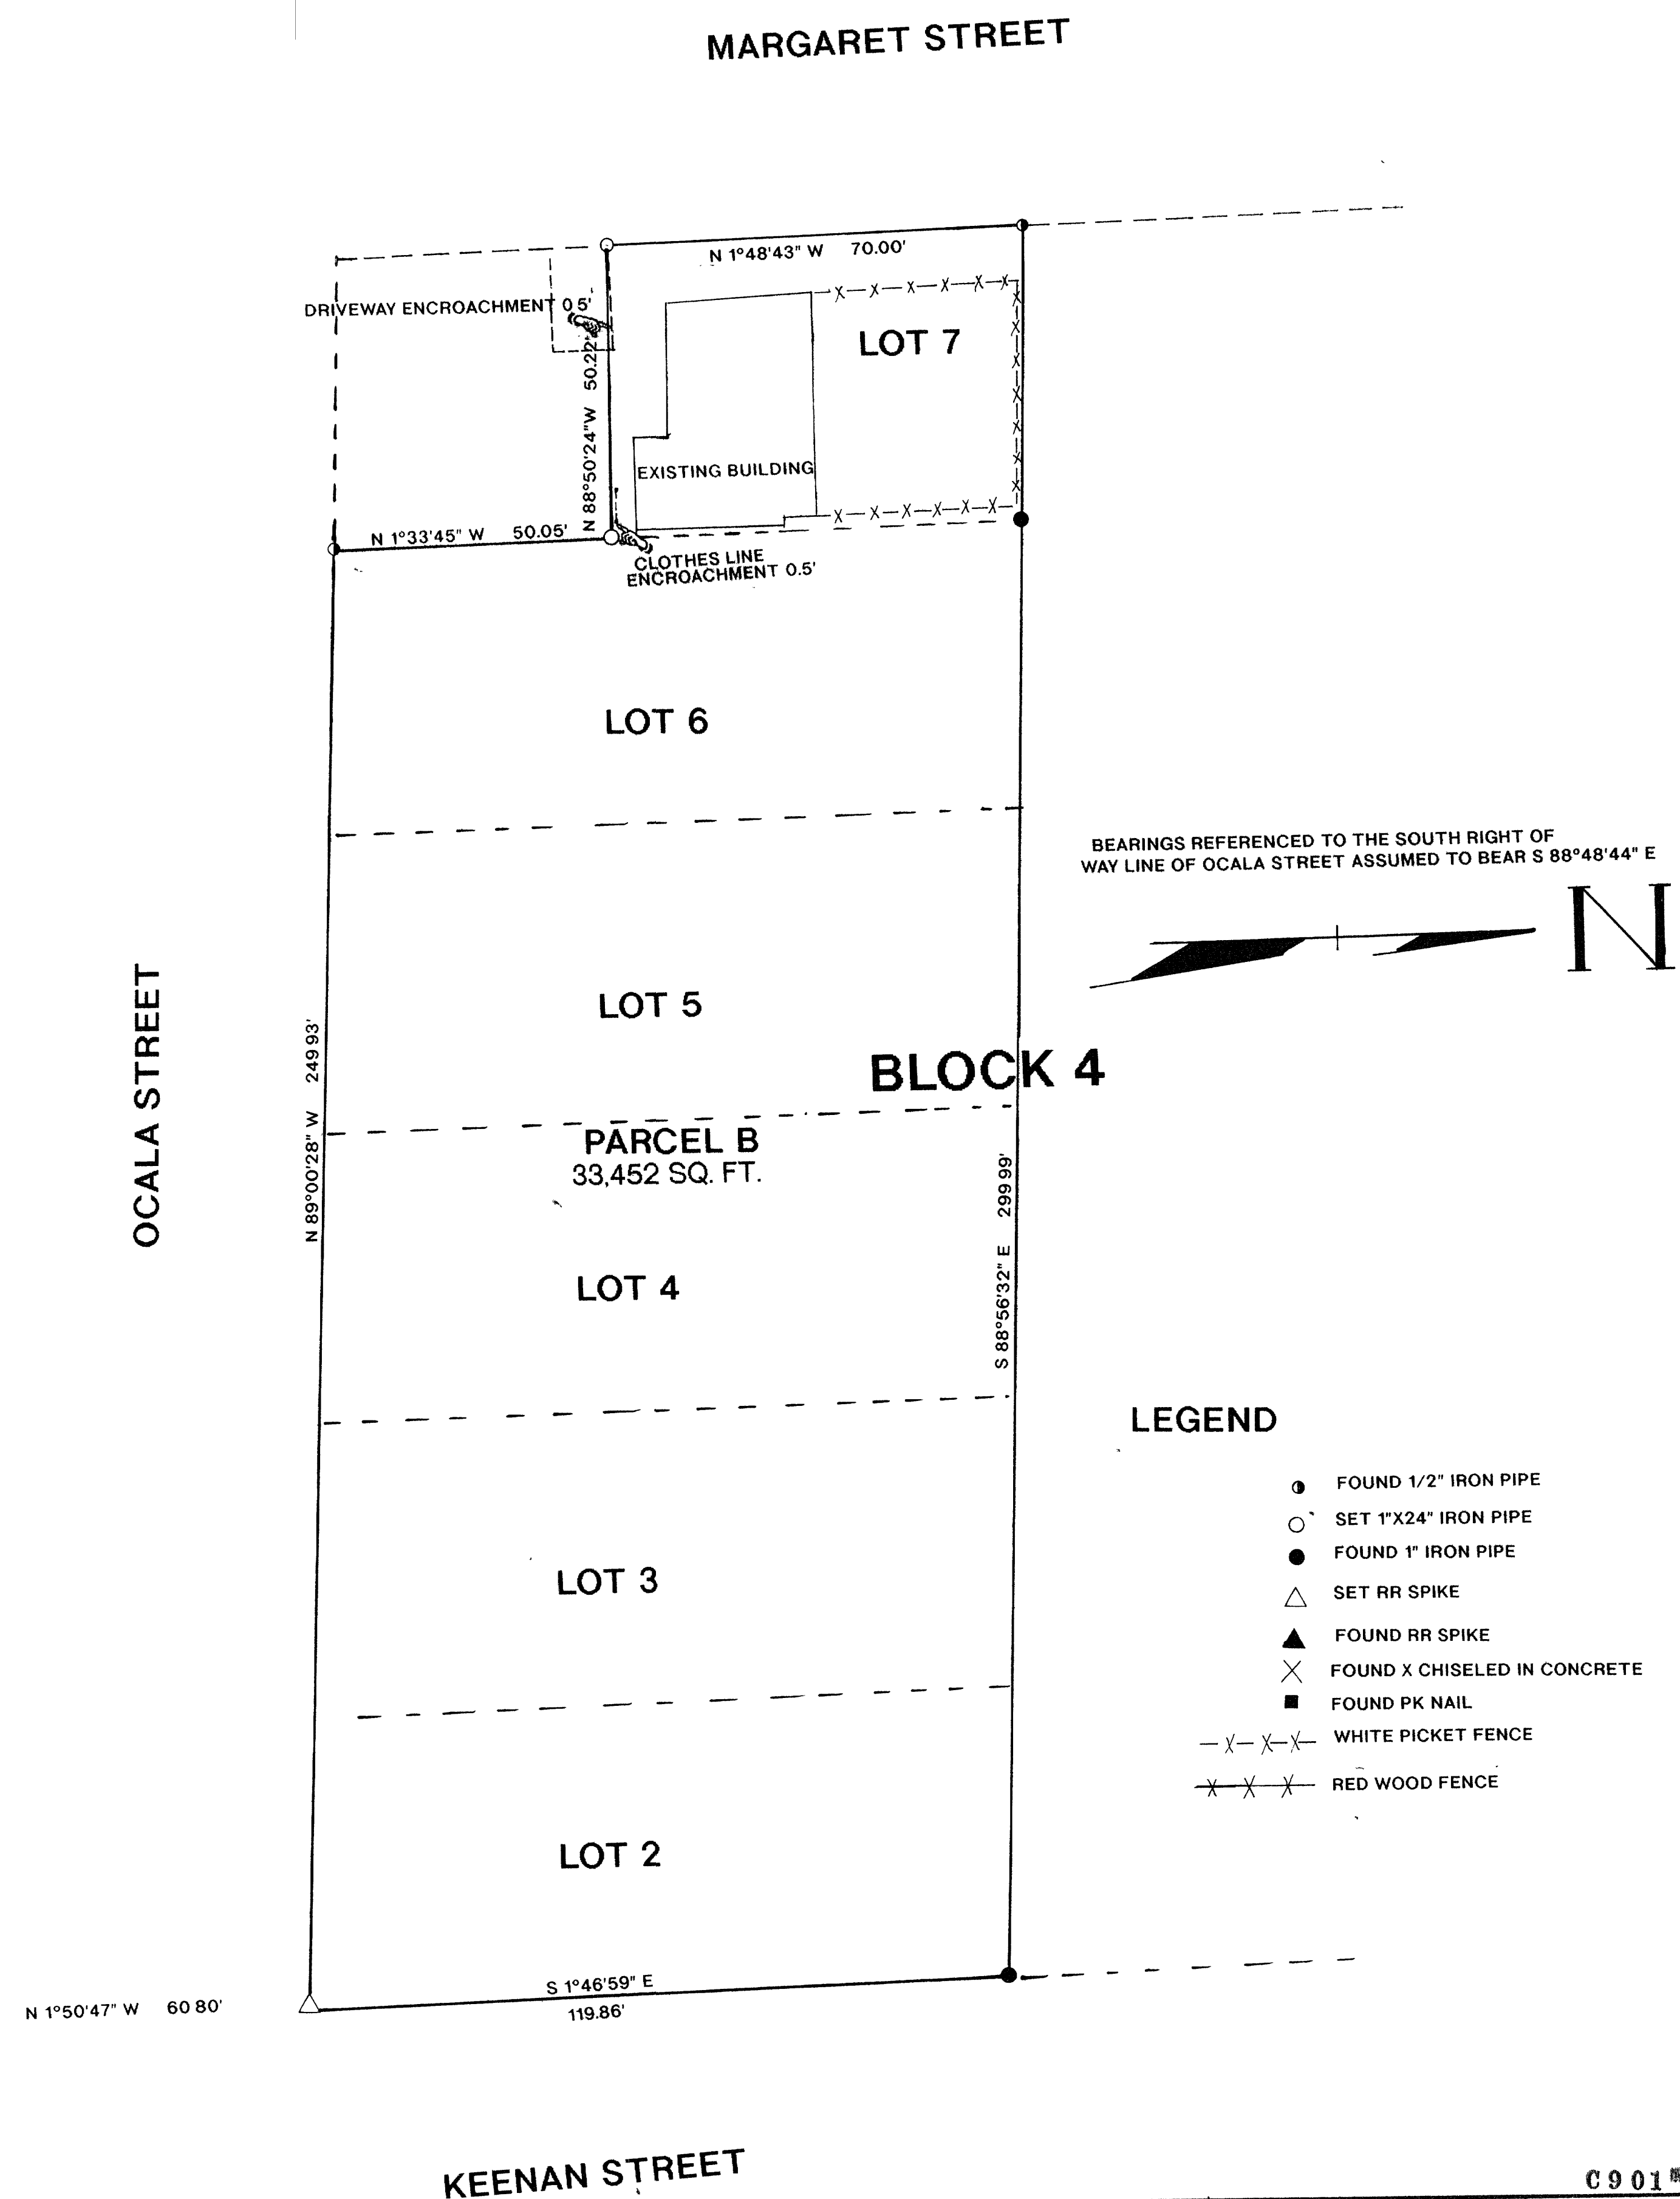 MARGARET STREET
N 1°48'43" W 70.00'
DRIVEWAY ENCROACHMENT 0 5'
LOT 7
N 88°50'24"W 50.22'
EXISTING BUILDING
N 1°33'45" W 50.05'
CLOTHES LINE
ENCROACHMENT 0.5'
LOT 6
BEARINGS REFERENCED TO THE SOUTH RIGHT OF
WAY LINE OF OCALA STREET ASSUMED TO BEAR S 88°48'44" E
N
LOT 5
OCALA STREET
N 89°00'28" W 249 93'
BLOCK 4
PARCEL B
33,452 SQ. FT.
S 88°56'32" E 299 99'
LOT 4
LEGEND
FOUND 1/2" IRON PIPE
SET 1"X24" IRON PIPE
FOUND 1" IRON PIPE
SET RR SPIKE
FOUND RR SPIKE
FOUND X CHISELED IN CONCRETE
FOUND PK NAIL
WHITE PICKET FENCE
RED WOOD FENCE
LOT 3
LOT 2
S 1°46'59" E
119.86'
N 1°50'47" W 60 80'
KEENAN STREET
C901